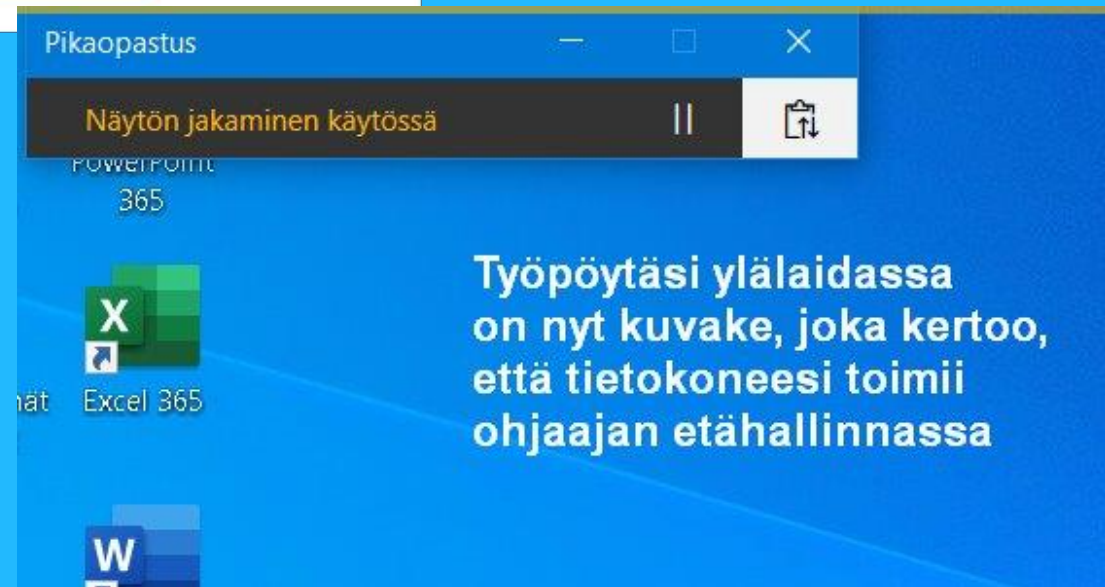 Pikaopastus
Näytön jakaminen käytössä
PowerPoint
365
Työpöytäsi ylälaidassa
on nyt kuvake, joka kertoo,
että tietokoneesi toimii
ohjaajan etähallinnassa
X
Excel 365
W